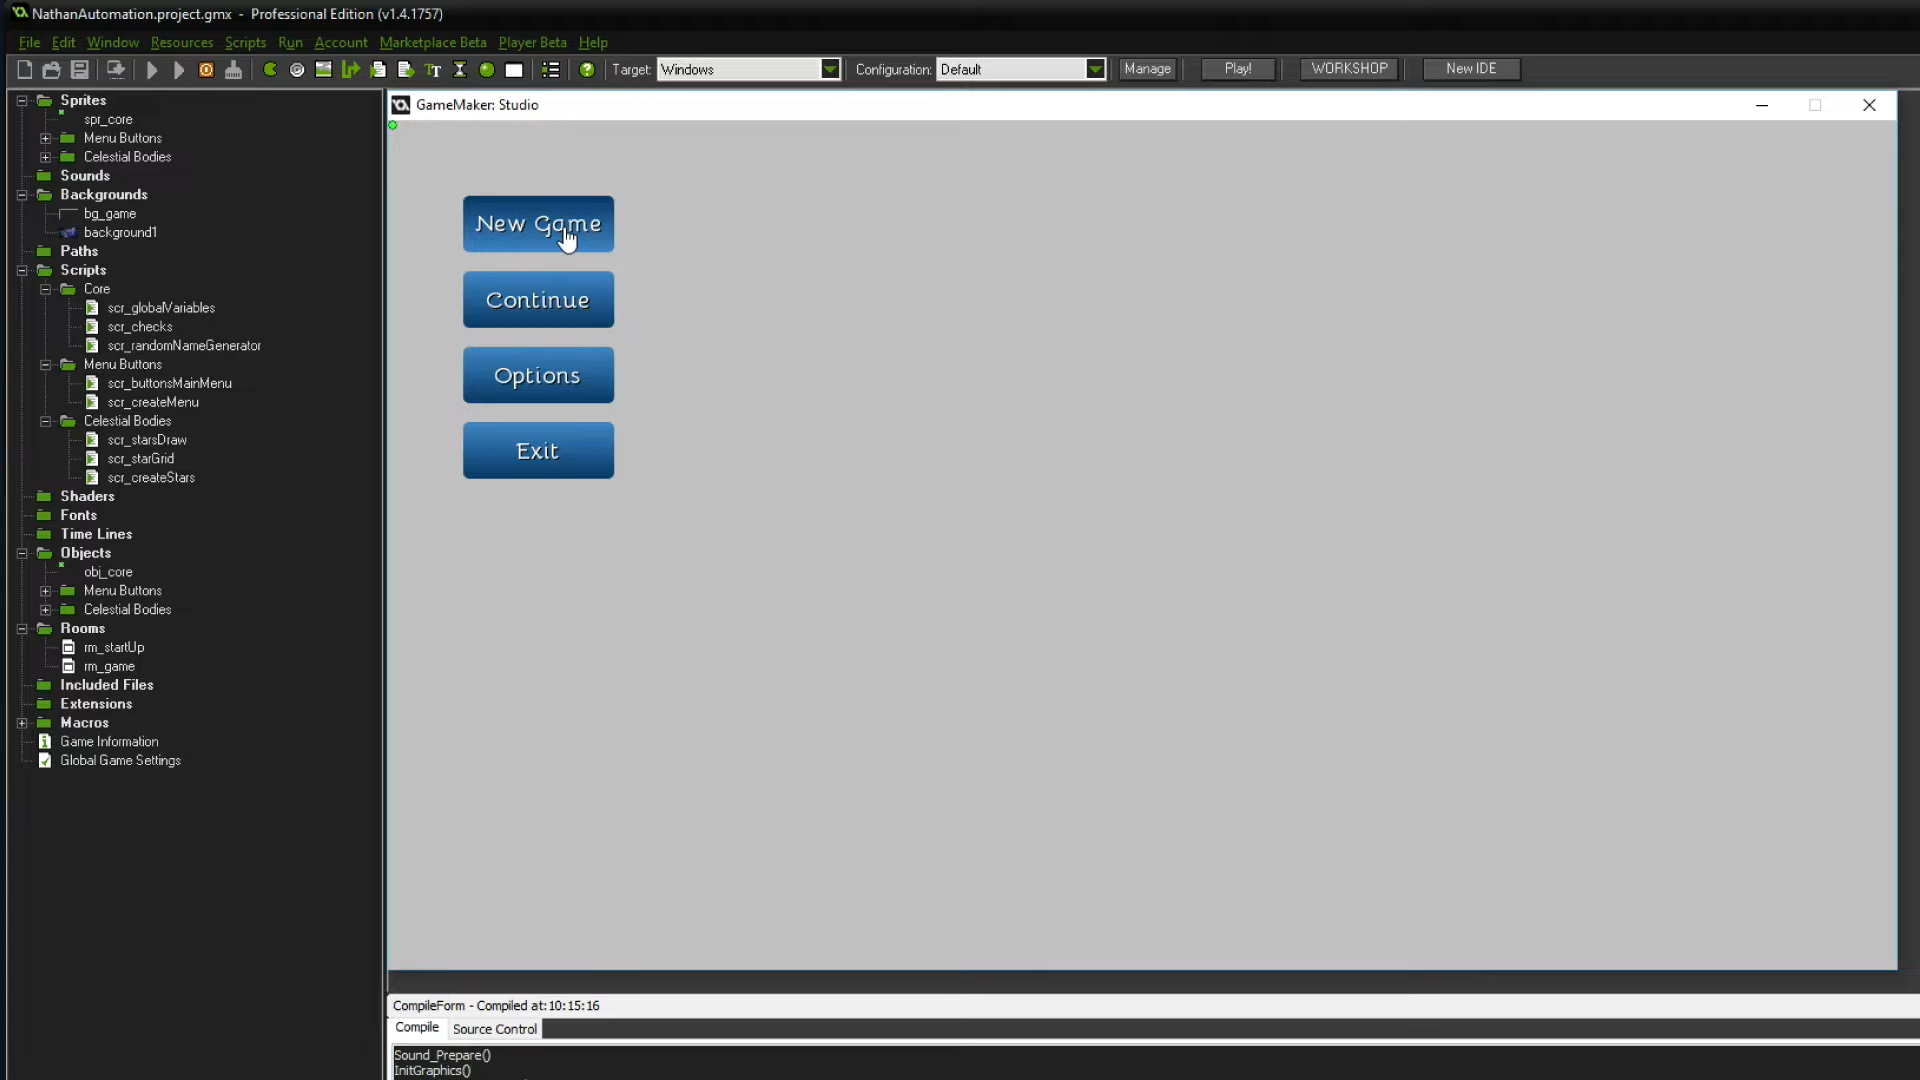 NathanAutomation.project.gmx - Professional Edition (v1.4.1757)
File Edit Window Resources Scripts Run Account Marketplace Beta Player Beta Help
Target: Windows Configuration: Default Manage Play! WORKSHOP New IDE
Sprites
spr_core
Menu Buttons
Celestial Bodies
Sounds
Backgrounds
bg_game
background1
Paths
Scripts
Core
scr_globalVariables
scr_checks
scr_randomNameGenerator
Menu Buttons
scr_buttonsMainMenu
scr_createMenu
Celestial Bodies
scr_starsDraw
scr_starGrid
scr_createStars
Shaders
Fonts
Time Lines
Objects
obj_core
Menu Buttons
Celestial Bodies
Rooms
rm_startUp
rm_game
Included Files
Extensions
Macros
Game Information
Global Game Settings
GameMaker: Studio
New Game
Continue
Options
Exit
CompileForm - Compiled at:10:15:16
Compile Source Control
Sound_Prepare()
InitGraphics()